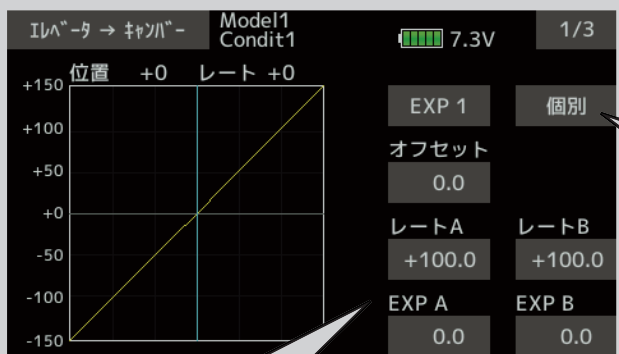 ｴﾚﾍﾞｰﾀ → ｷｬﾝﾊﾞｰ
Model1
Condit1
7.3V
1/3
位置 +0 レート +0
+150
+100
+50
+0
-50
-100
-150
EXP 1
個別
オフセット
0.0
レートA
レートB
+100.0
+100.0
EXP A
EXP B
0.0
0.0